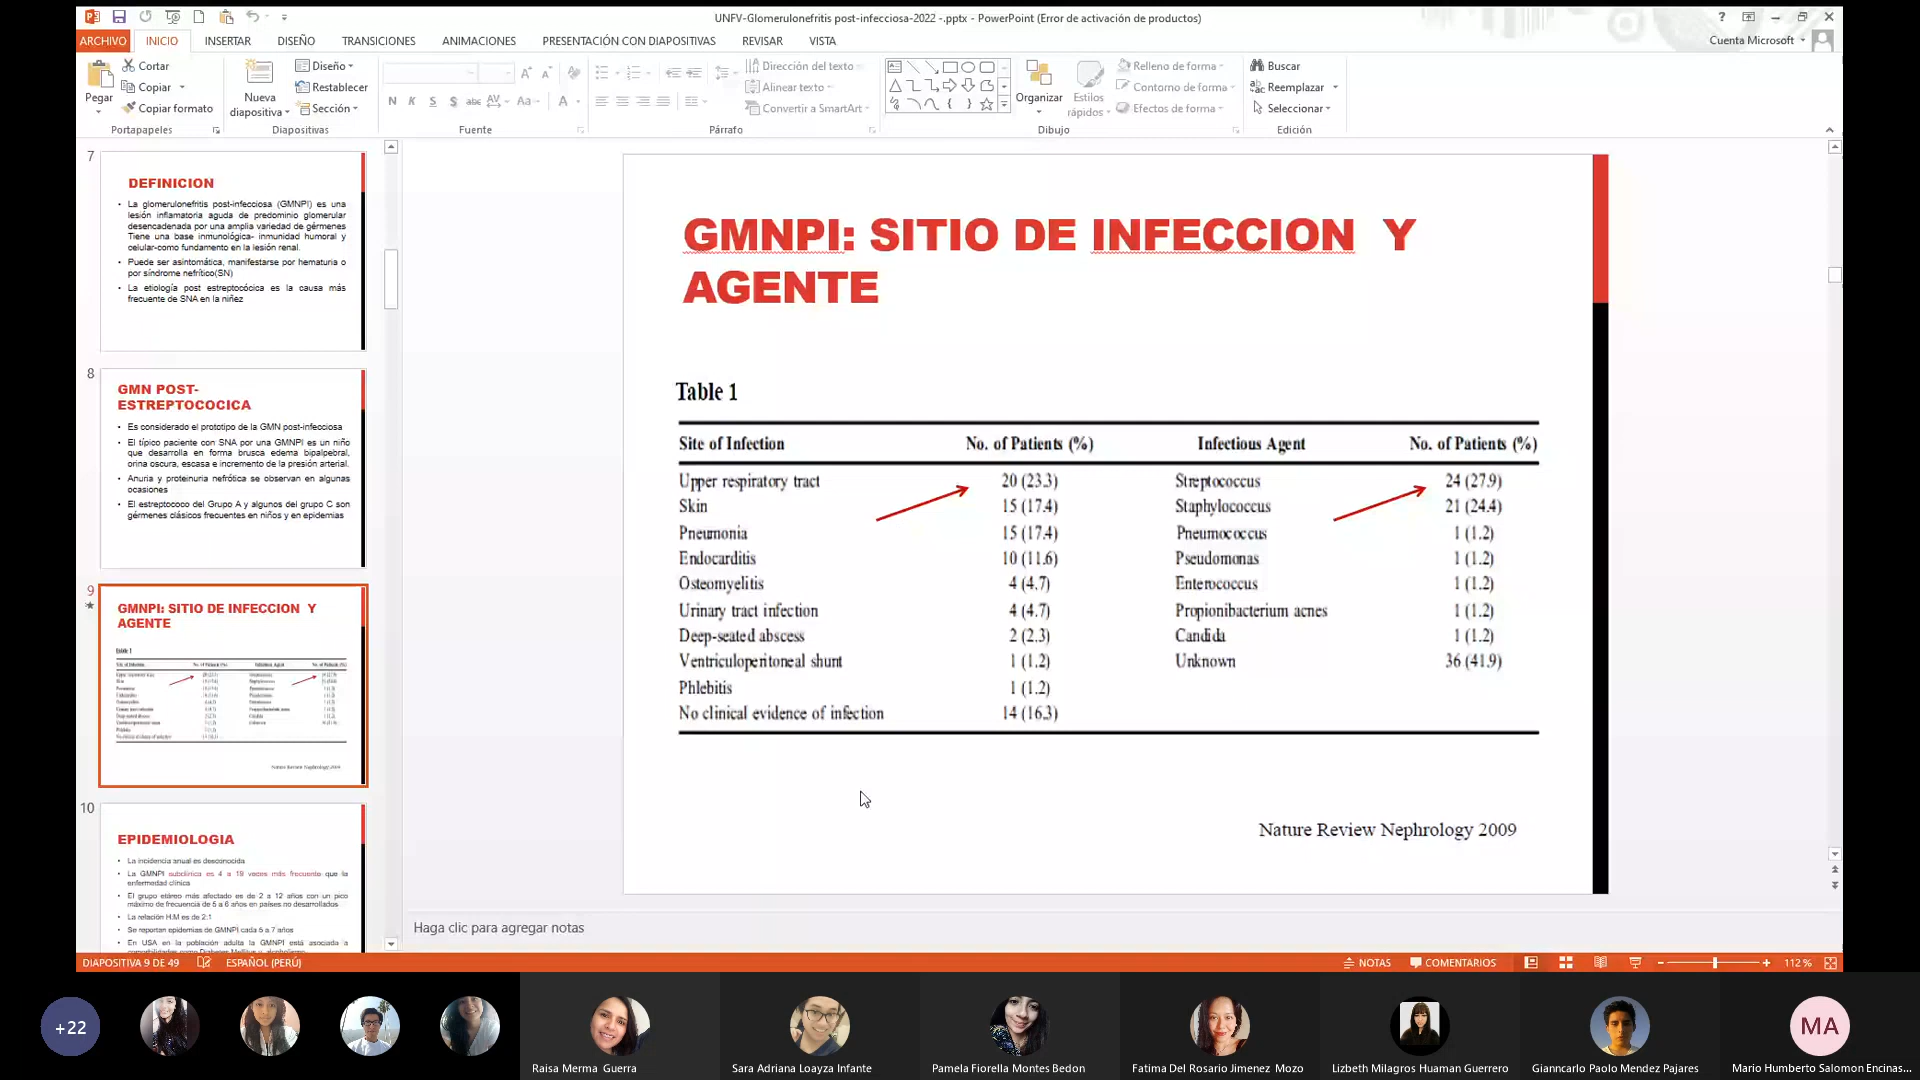 UNFV-Glomerulonefritis post-infecciosa-2022 -.pptx - PowerPoint (Error de activación de productos)
ARCHIVO INICIO INSERTAR DISEÑO TRANSICIONES ANIMACIONES PRESENTACIÓN CON DIAPOSITIVAS REVISAR VISTA Cuenta Microsoft
Pegar
Cortar
Copiar
Copiar formato
Portapapeles
Nueva
diapositiva
Diseño
Restablecer
Sección
Diapositivas
N K S S abc AV Aa A
Fuente
Dirección del texto
Alinear texto
Convertir a SmartArt
Párrafo
Organizar
Estilos
rápidos
Relleno de forma
Contorno de forma
Efectos de forma
Dibujo
Buscar
Reemplazar
Seleccionar
Edición
7
DEFINICION
• La glomerulonefritis post-infecciosa (GMNPI) es una
lesión inflamatoria aguda de predominio glomerular
desencadenada por una amplia variedad de gérmenes
Tiene una base inmunológica- inmunidad humoral y
celular-como fundamento en la lesión renal.
• Puede ser asintomática, manifestarse por hematuria o
por síndrome nefrítico(SN)
• La etiología post estreptocócica es la causa más
frecuente de SNA en la niñez
8
GMN POST-
ESTREPTOCOCICA
• Es considerado el prototipo de la GMN post-infecciosa
• El típico paciente con SNA por una GMNPI es un niño
que desarrolla en forma brusca edema bipalpebral,
orina oscura, escasa e incremento de la presión arterial.
• Anuria y proteinuria nefrótica se observan en algunas
ocasiones
• El estreptococo del Grupo A y algunos del grupo C son
gérmenes clásicos frecuentes en niños y en epidemias
9
GMNPI: SITIO DE INFECCION Y
AGENTE
Table 1
Nature Review Nephrology 2009
10
EPIDEMIOLOGIA
• La incidencia anual es desconocida
• La GMNPI subclínica es 4 a 19 veces más frecuente que la
enfermedad clínica
• El grupo etáreo más afectado es de 2 a 12 años con un pico
máximo de frecuencia de 5 a 6 años en países no desarrollados
• La relación H:M es de 2:1
• Se reportan epidemias de GMNPI cada 5 a 7 años
• En USA en la población adulta la GMNPI está asociada a
GMNPI: SITIO DE INFECCION Y
AGENTE
Table 1
Site of Infection No. of Patients (%) Infectious Agent No. of Patients (%)
Upper respiratory tract 20 (23.3) Streptococcus 24 (27.9)
Skin 15 (17.4) Staphylococcus 21 (24.4)
Pneumonia 15 (17.4) Pneumococcus 1 (1.2)
Endocarditis 10 (11.6) Pseudomonas 1 (1.2)
Osteomyelitis 4 (4.7) Enterococcus 1 (1.2)
Urinary tract infection 4 (4.7) Propionibacterium acnes 1 (1.2)
Deep-seated abscess 2 (2.3) Candida 1 (1.2)
Ventriculoperitoneal shunt 1 (1.2) Unknown 36 (41.9)
Phlebitis 1 (1.2)
No clinical evidence of infection 14 (16.3)
Nature Review Nephrology 2009
Haga clic para agregar notas
DIAPOSITIVA 9 DE 49 ESPAÑOL (PERÚ) NOTAS COMENTARIOS 112 %
+22
MA
Raisa Merma Guerra
Sara Adriana Loayza Infante
Pamela Fiorella Montes Bedon
Fatima Del Rosario Jimenez Mozo
Lizbeth Milagros Huaman Guerrero
Gianncarlo Paolo Mendez Pajares
Mario Humberto Salomon Encinas...